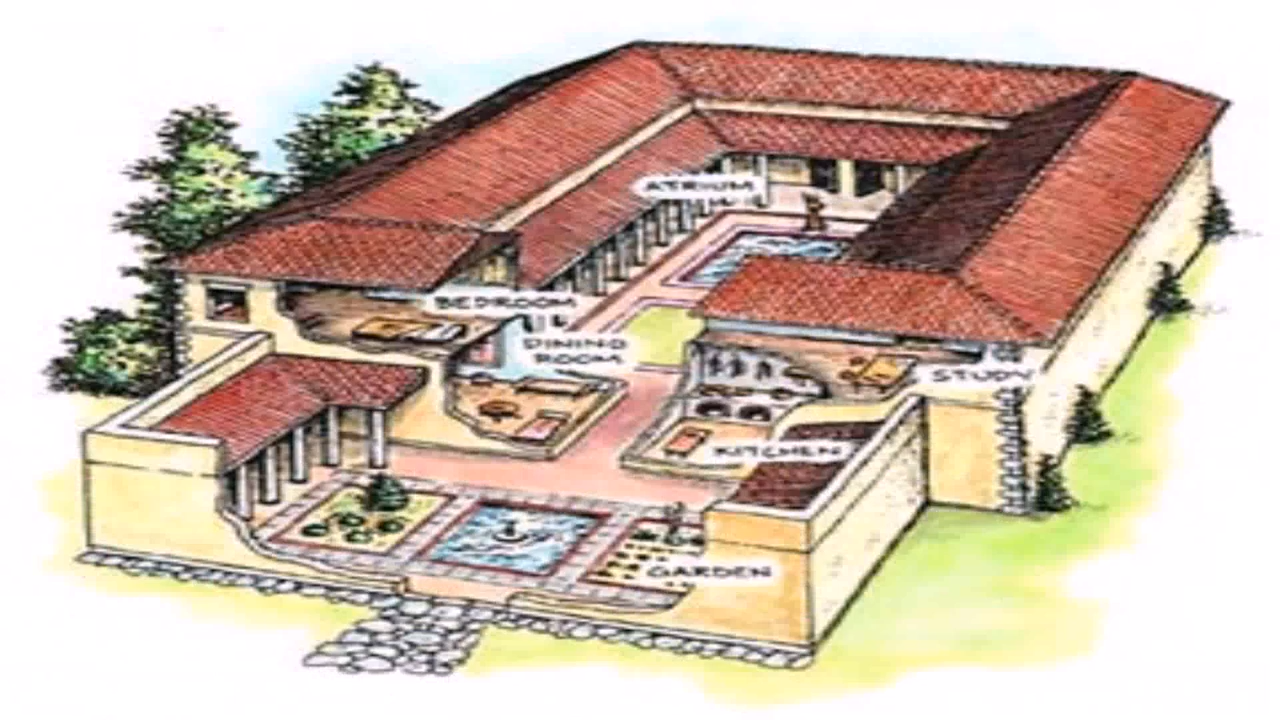 ATRIUM
BEDROOM
DINING
ROOM
STUDY
KITCHEN
GARDEN